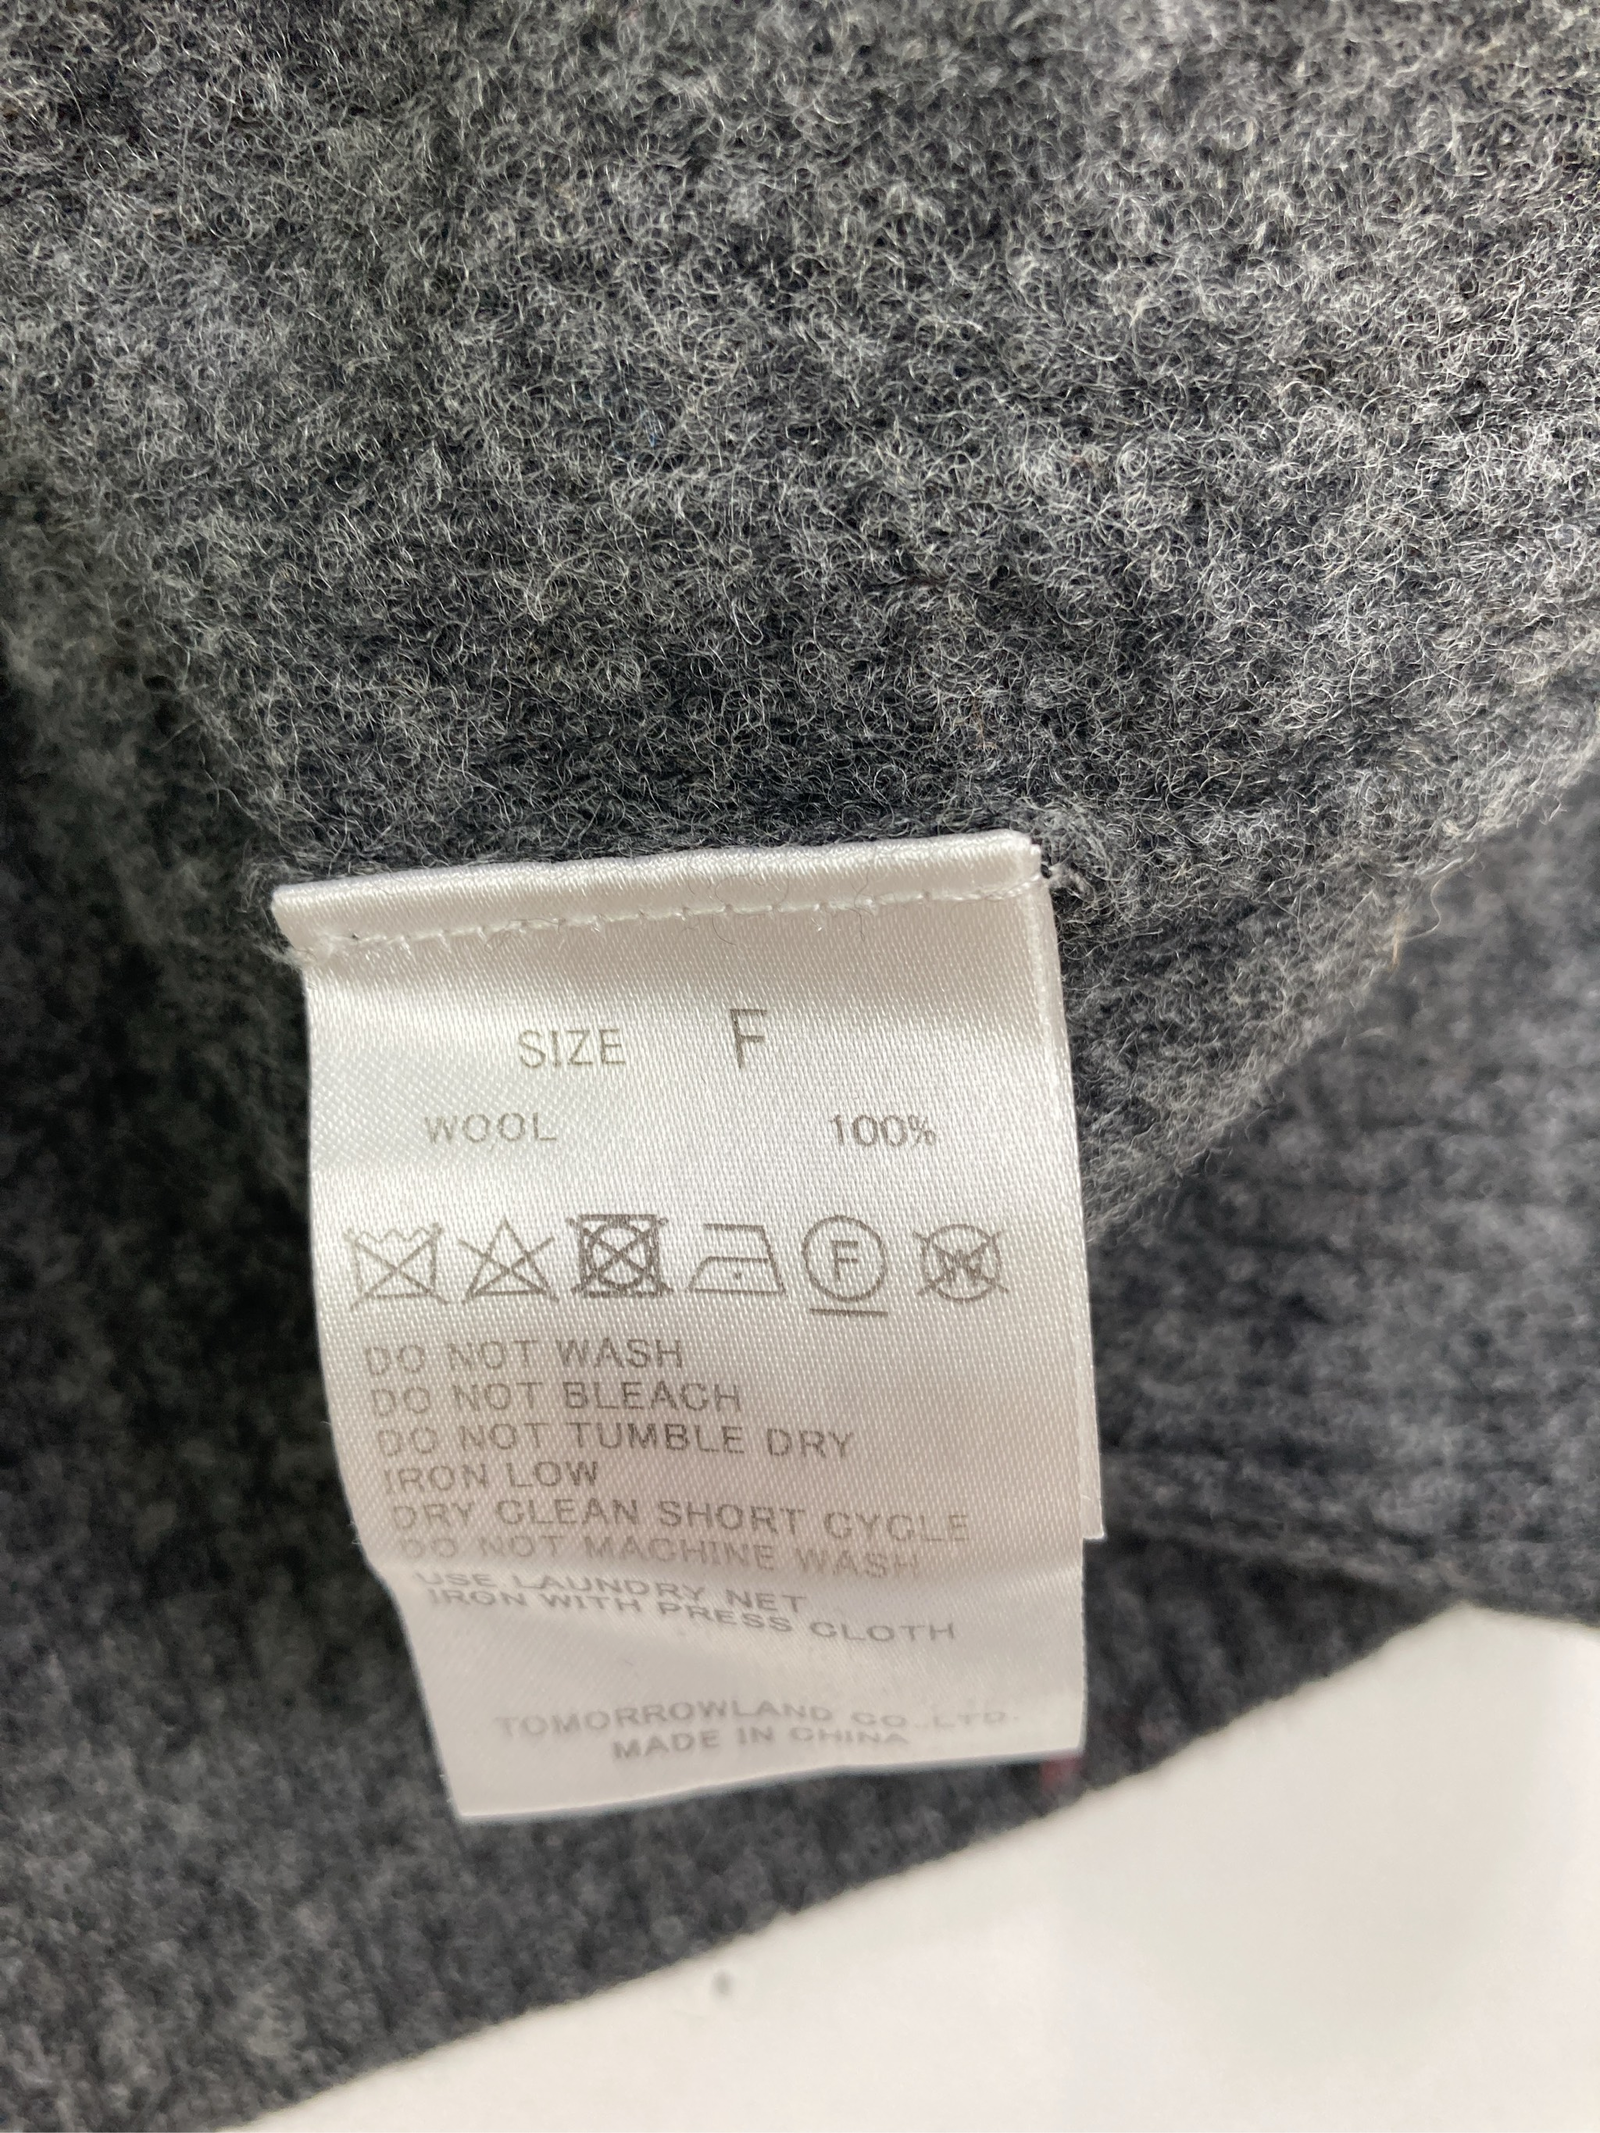 SIZE F
WOOL 100%
F W
DO NOT WASH
DO NOT BLEACH
DO NOT TUMBLE DRY
IRON LOW
DRY CLEAN SHORT CYCLE
DO NOT MACHINE WASH
USE LAUNDRY NET
IRON WITH PRESS CLOTH
TOMORROWLAND CO.,LTD.
MADE IN CHINA